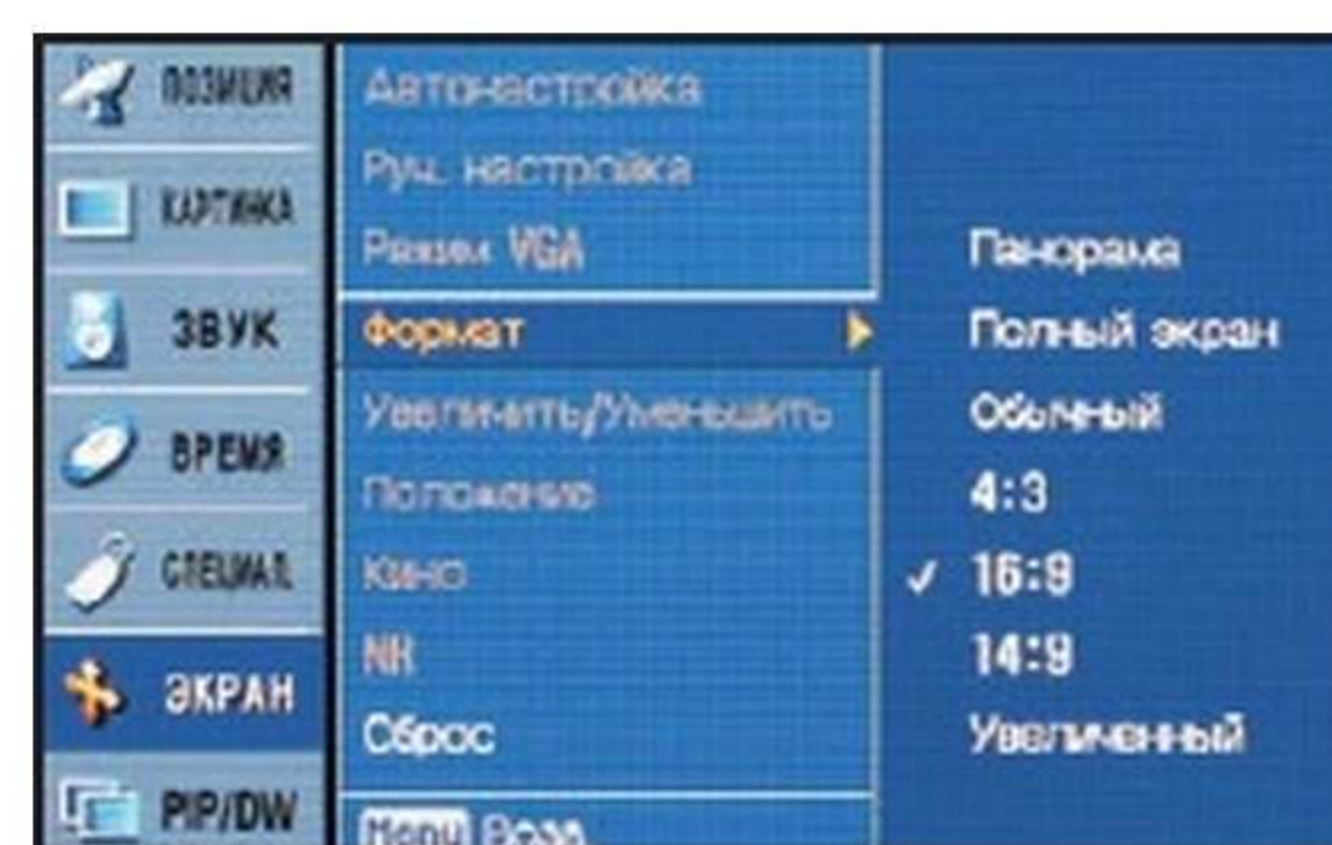 ПОЗИЦИЯ
КАРТИНКА
ЗВУК
ВРЕМЯ
СПЕЦИАЛ.
ЭКРАН
PIP/DW
Автонастройка
Руч. настройка
Режим VGA
Формат
Увеличить/Уменьшить
Положение
Кино
NR
Сброс
Menu
Панорама
Полный экран
Обычный
4:3
✓ 16:9
14:9
Увеличенный